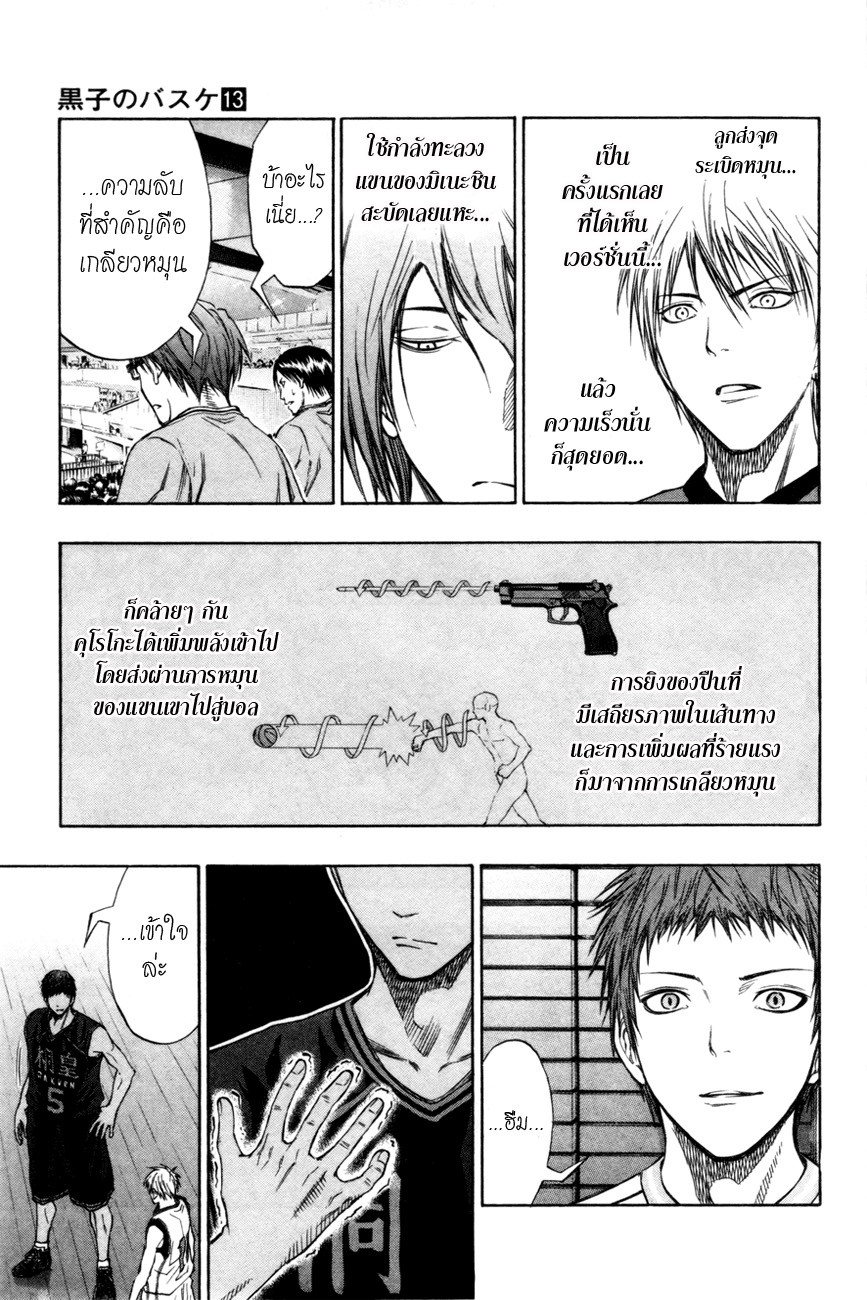 黒子のバスケ13
ลูกส่งจุด
ระเบิดหมุน...
เป็น
ครั้งแรกเลย
ที่ได้เห็น
เวอร์ชั่นนี้...
แล้ว
ความเร็วนั่น
ก็สุดยอด...
ใช้กำลังทะลวง
แขนของมิเนะชิน
สะบัดเลยแหะ...
บ้าอะไร
เนี่ย...?
...ความลับ
ที่สำคัญคือ
เกลียวหมุน
การยิงของปืนที่
มีเสถียรภาพในเส้นทาง
และการเพิ่มผลที่ร้ายแรง
ก็มาจากการเกลียวหมุน
ก็คล้ายๆ กัน
คุโรโกะได้เพิ่มพลังเข้าไป
โดยส่งผ่านการหมุน
ของแขนเขาไปสู่บอล
...ฮืม...
桐
...เข้าใจ
ล่ะ
桐皇
5